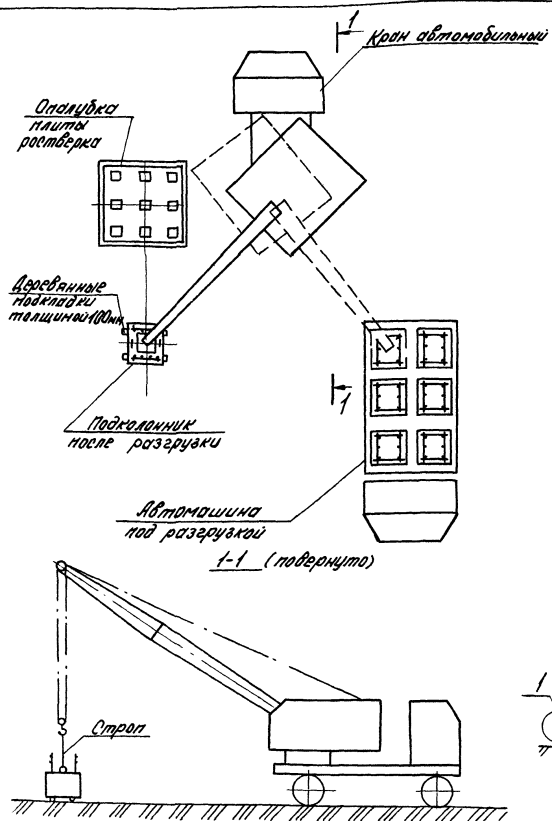 1
Кран автомобильный
Опалубка
плиты
ростверка
Деревянные
подкладки
толщиной 100мм
1
Подколонник
после разгрузки
Автомашина
под разгрузкой
1-1 (повернуто)
Строп
1